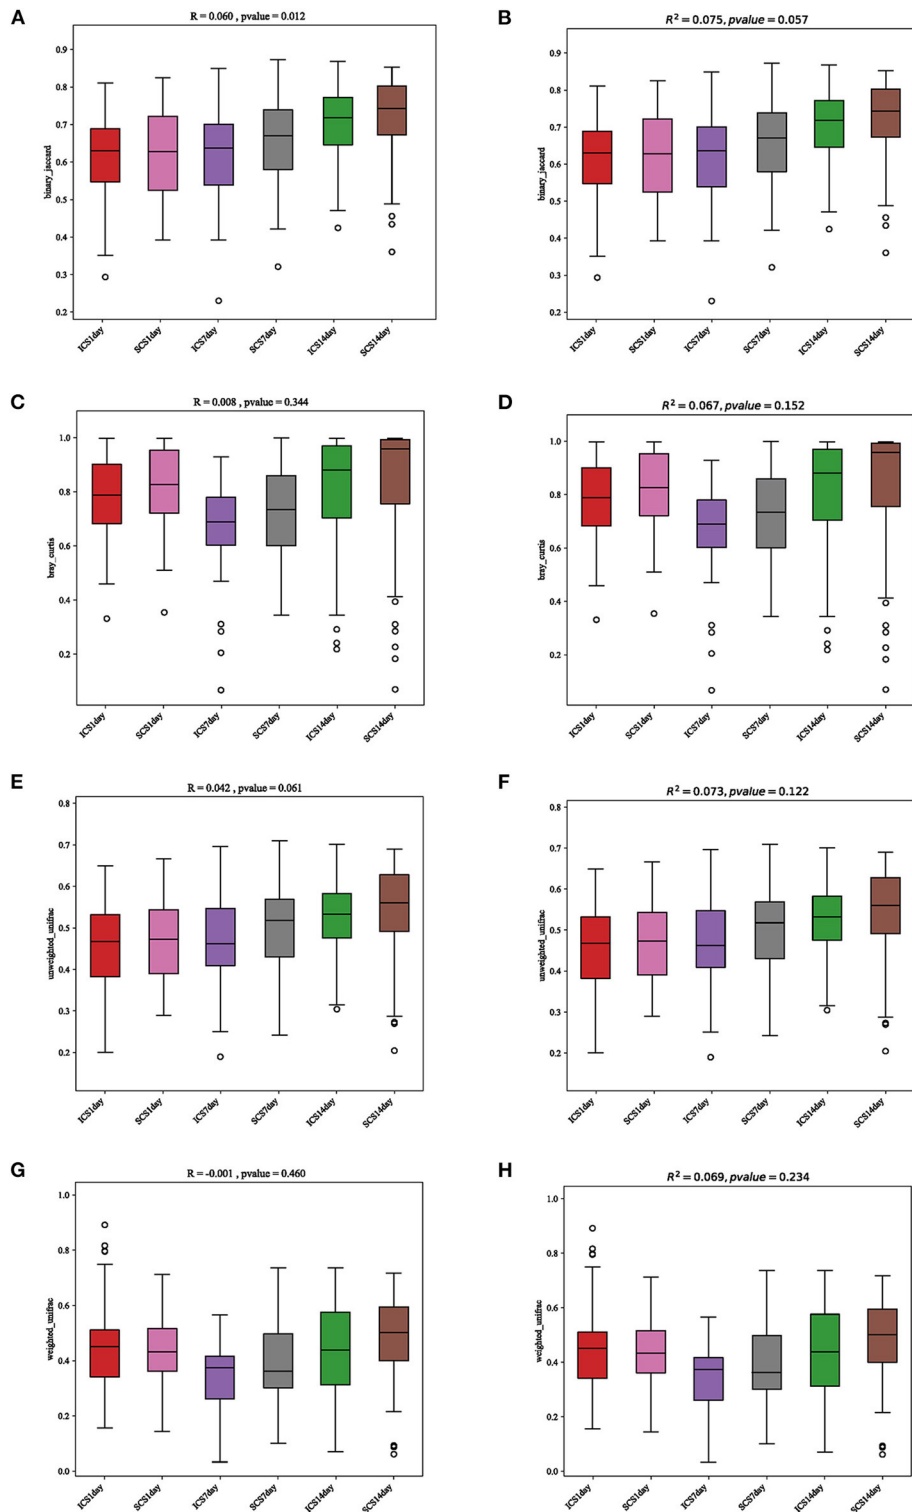 A
R = 0.060 , pvalue = 0.012
binary_jaccard
0.9
0.8
0.7
0.6
0.5
0.4
0.3
0.2
ICS1day
SCS1day
ICS7day
SCS7day
ICS14day
SCS14day
B
R² = 0.075, pvalue = 0.057
binary_jaccard
0.9
0.8
0.7
0.6
0.5
0.4
0.3
0.2
ICS1day
SCS1day
ICS7day
SCS7day
ICS14day
SCS14day
C
R = 0.008 , pvalue = 0.344
bray_curtis
1.0
0.8
0.6
0.4
0.2
ICS1day
SCS1day
ICS7day
SCS7day
ICS14day
SCS14day
D
R² = 0.067, pvalue = 0.152
bray_curtis
1.0
0.8
0.6
0.4
0.2
ICS1day
SCS1day
ICS7day
SCS7day
ICS14day
SCS14day
E
R = 0.042 , pvalue = 0.061
unweighted_unifrac
0.8
0.7
0.6
0.5
0.4
0.3
0.2
ICS1day
SCS1day
ICS7day
SCS7day
ICS14day
SCS14day
F
R² = 0.073, pvalue = 0.122
unweighted_unifrac
0.8
0.7
0.6
0.5
0.4
0.3
0.2
ICS1day
SCS1day
ICS7day
SCS7day
ICS14day
SCS14day
G
R = -0.001 , pvalue = 0.460
weighted_unifrac
1.0
0.8
0.6
0.4
0.2
0.0
ICS1day
SCS1day
ICS7day
SCS7day
ICS14day
SCS14day
H
R² = 0.069, pvalue = 0.234
weighted_unifrac
1.0
0.8
0.6
0.4
0.2
0.0
ICS1day
SCS1day
ICS7day
SCS7day
ICS14day
SCS14day